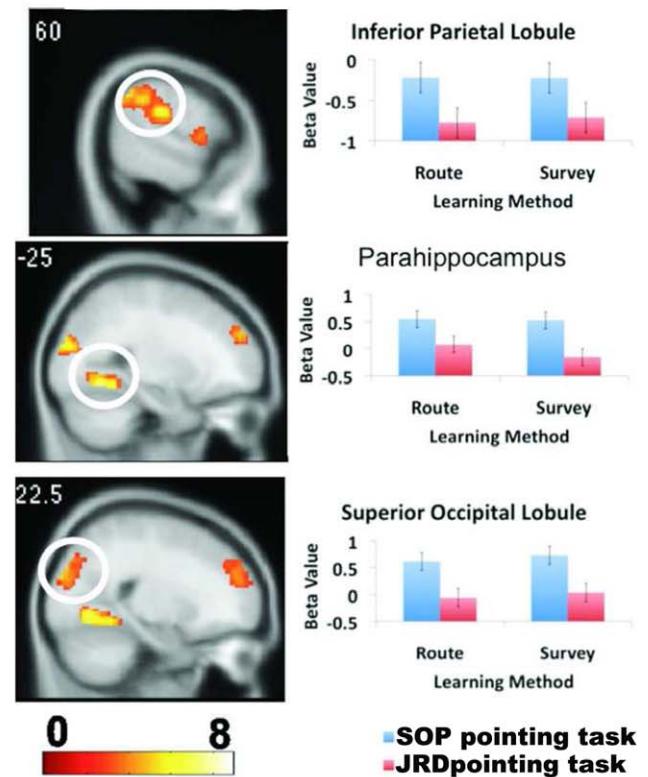 60
Inferior Parietal Lobule
0
-0.5
-1
Beta Value
Route Survey
Learning Method
-25
Parahippocampus
1
0.5
0
-0.5
Beta Value
Route Survey
Learning Method
22.5
Superior Occipital Lobule
1
0.5
0
-0.5
Beta Value
Route Survey
Learning Method
0 8
SOP pointing task
JRDpointing task